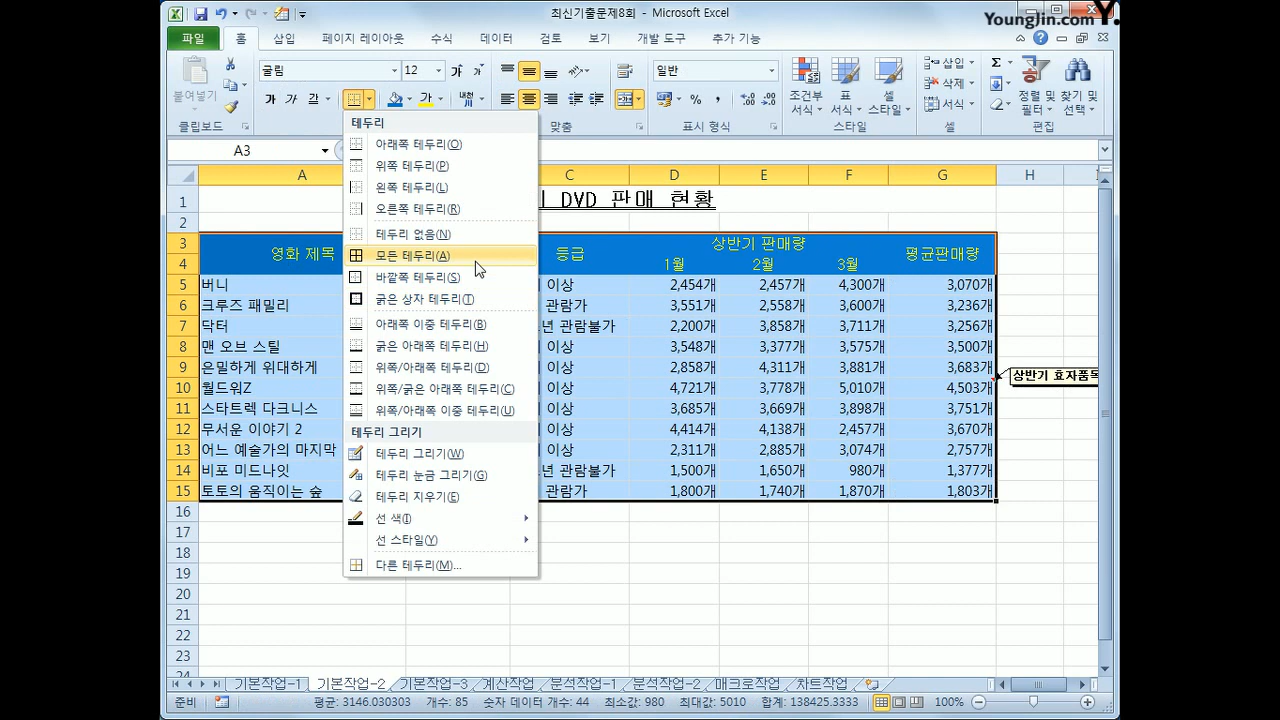 최신기출문제8회 - Microsoft Excel
YoungJin.com Y.
파일 홈 삽입 페이지 레이아웃 수식 데이터 검토 보기 개발 도구 추가 기능
붙여넣기
클립보드
굴림 12
가 가 가
내천
맞춤
일반
표시 형식
조건부 서식 표 서식 셀 스타일
스타일
삽입
삭제
서식
셀
정렬 및 필터 찾기 및 선택
편집
A3
A C D E F G H
1 DVD 판매 현황
2
3 영화 제목 등급 상반기 판매량 평균판매량
4 1월 2월 3월
5 버니 이상 2,454개 2,457개 4,300개 3,070개
6 크루즈 패밀리 관람가 3,551개 2,558개 3,600개 3,236개
7 닥터 관람불가 2,200개 3,858개 3,711개 3,256개
8 맨 오브 스틸 이상 3,548개 3,377개 3,575개 3,500개
9 은밀하게 위대하게 이상 2,858개 4,311개 3,881개 3,683개
10 월드워Z 이상 4,721개 3,778개 5,010개 4,503개
상반기 효자품목
11 스타트렉 다크니스 이상 3,685개 3,669개 3,898개 3,751개
12 무서운 이야기 2 이상 4,414개 4,138개 2,457개 3,670개
13 어느 예술가의 마지막 이상 2,311개 2,885개 3,074개 2,757개
14 비포 미드나잇 관람불가 1,500개 1,650개 980개 1,377개
15 토토의 움직이는 숲 관람가 1,800개 1,740개 1,870개 1,803개
16
17
18
19
20
21
22
23
24
테두리
아래쪽 테두리(O)
위쪽 테두리(P)
왼쪽 테두리(L)
오른쪽 테두리(R)
테두리 없음(N)
모든 테두리(A)
바깥쪽 테두리(S)
굵은 상자 테두리(T)
아래쪽 이중 테두리(B)
굵은 아래쪽 테두리(H)
위쪽/아래쪽 테두리(D)
위쪽/굵은 아래쪽 테두리(C)
위쪽/아래쪽 이중 테두리(U)
테두리 그리기
테두리 그리기(W)
테두리 눈금 그리기(G)
테두리 지우기(E)
선 색(I)
선 스타일(Y)
다른 테두리(M)...
기본작업-1 기본작업-2 기본작업-3 계산작업 분석작업-1 분석작업-2 매크로작업 차트작업
준비 평균: 3146.030303 개수: 85 숫자 데이터 개수: 44 최소값: 980 최대값: 5010 합계: 138425.3333 100%